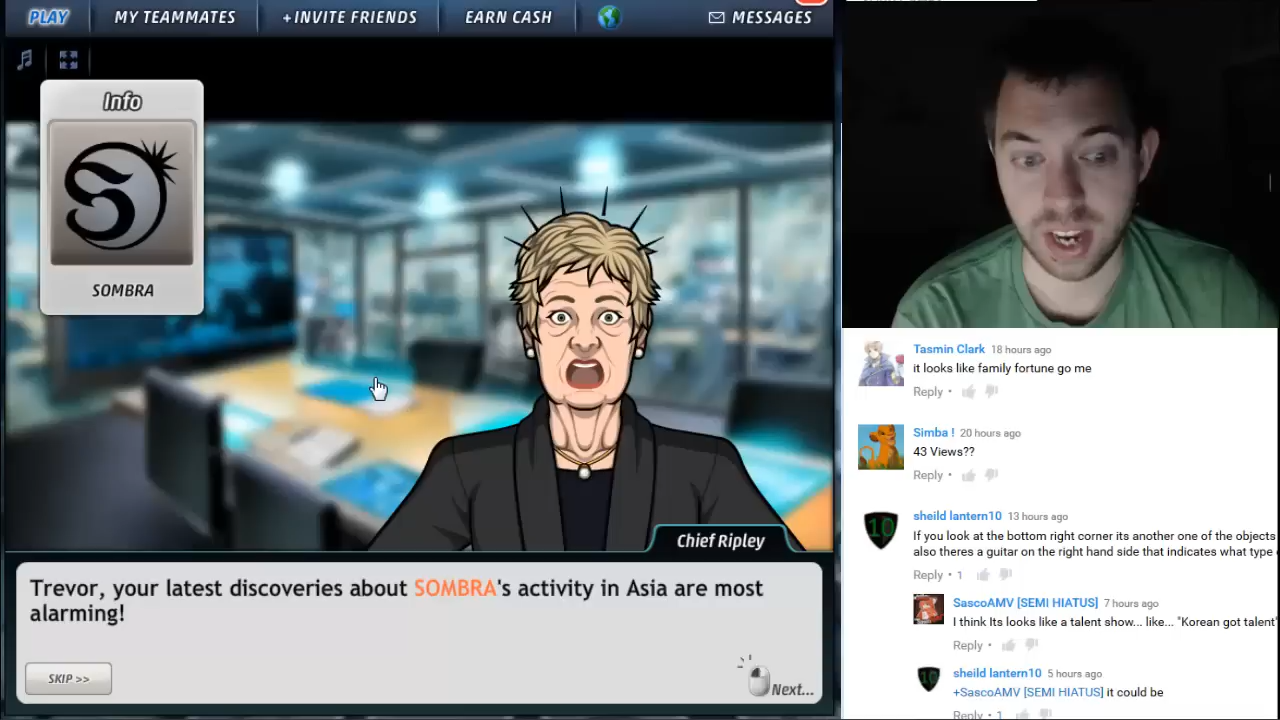 PLAY
MY TEAMMATES
+INVITE FRIENDS
EARN CASH
MESSAGES
Info
S
SOMBRA
Chief Ripley
Trevor, your latest discoveries about SOMBRA's activity in Asia are most
alarming!
SKIP >>
Next...
Tasmin Clark 18 hours ago
it looks like family fortune go me
Reply •
Simba ! 20 hours ago
43 Views??
Reply •
10
sheild lantern10 13 hours ago
If you look at the bottom right corner its another one of the objects
also theres a guitar on the right hand side that indicates what type
Reply • 1
SascoAMV [SEMI HIATUS] 7 hours ago
I think Its looks like a talent show... like... "Korean got talent"
Reply •
10
sheild lantern10 5 hours ago
+SascoAMV [SEMI HIATUS] it could be
Reply • 1